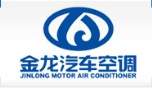 金龙汽车空调
JINLONG MOTOR AIR CONDITIONER